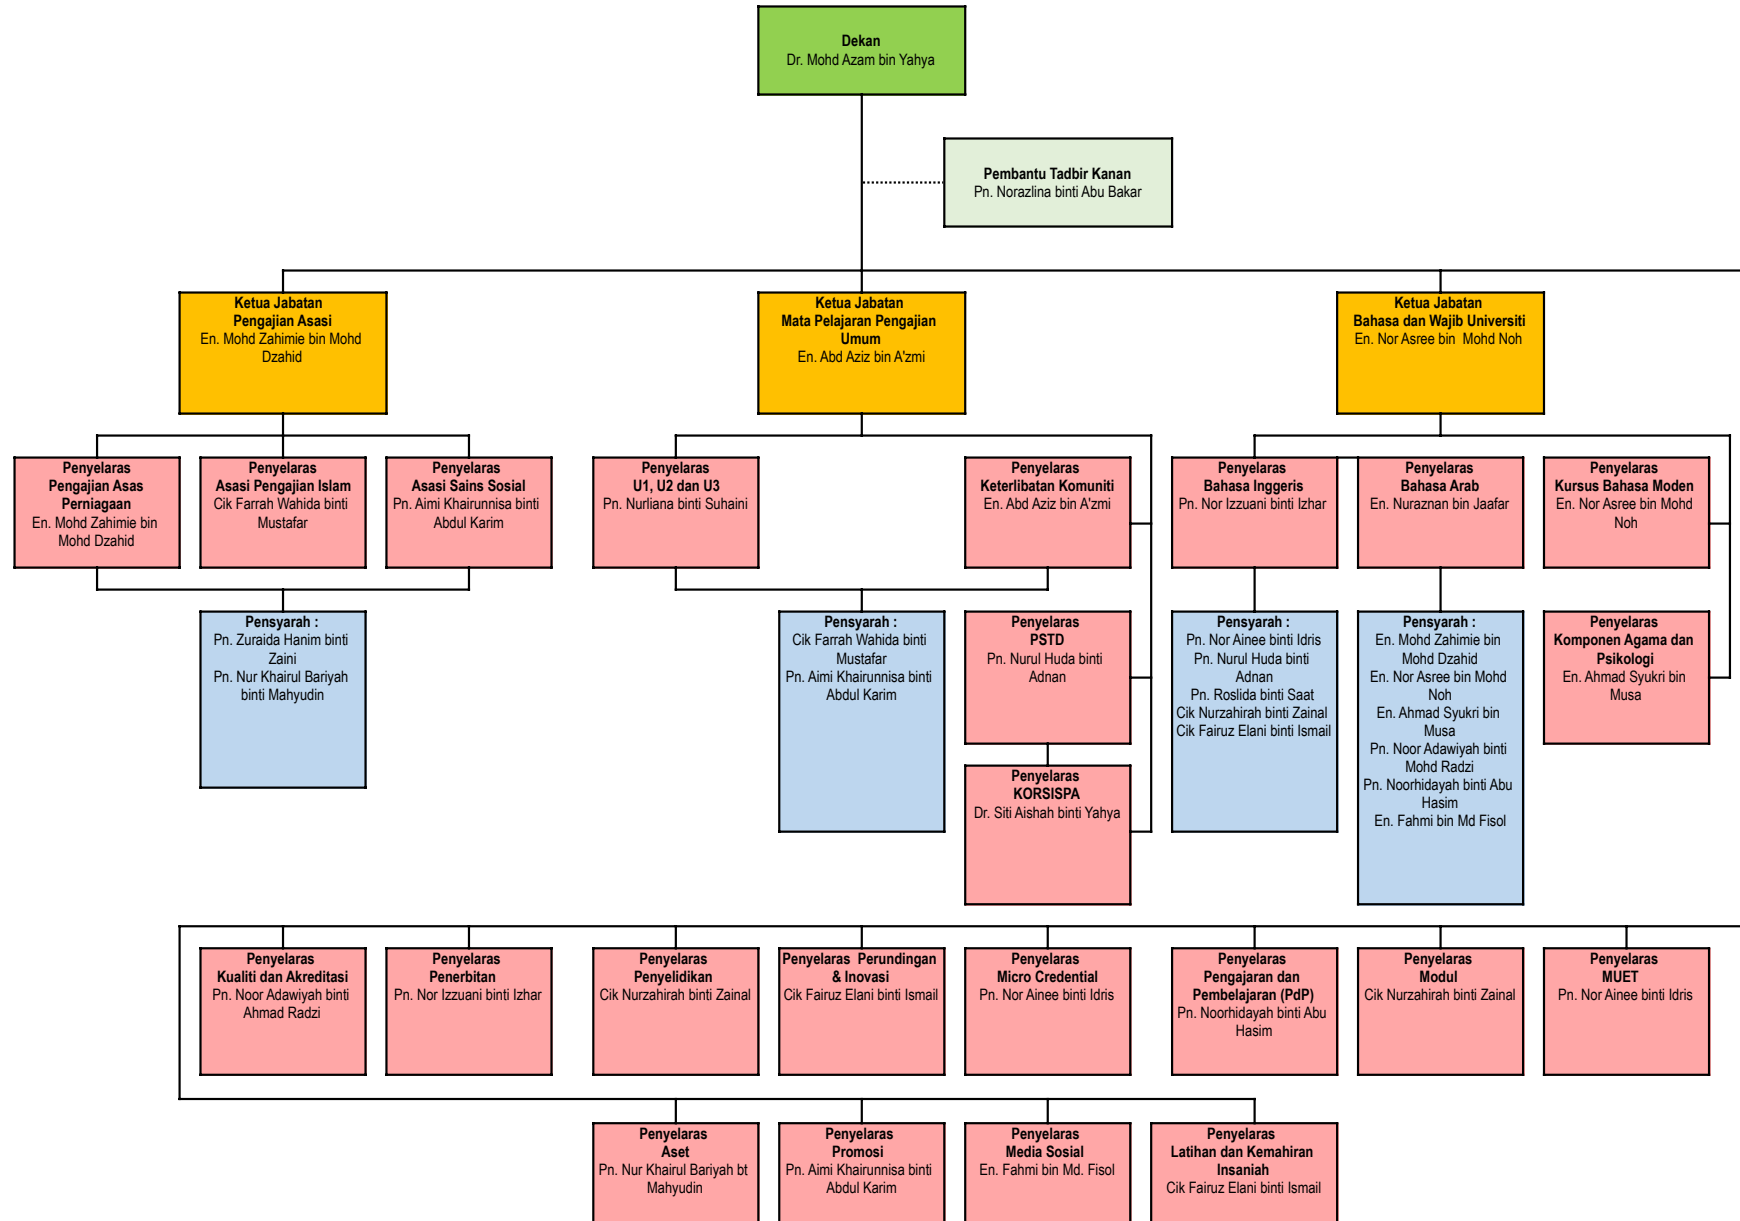 Dekan
Dr. Mohd Azam bin Yahya
Pembantu Tadbir Kanan
Pn. Norazlina binti Abu Bakar
Ketua Jabatan
Pengajian Asasi
En. Mohd Zahimie bin Mohd
Dzahid
Ketua Jabatan
Mata Pelajaran Pengajian
Umum
En. Abd Aziz bin A'zmi
Ketua Jabatan
Bahasa dan Wajib Universiti
En. Nor Asree bin Mohd Noh
Penyelaras
Pengajian Asas
Perniagaan
En. Mohd Zahimie bin
Mohd Dzahid
Penyelaras
Asasi Pengajian Islam
Cik Farrah Wahida binti
Mustafar
Penyelaras
Asasi Sains Sosial
Pn. Aimi Khairunnisa binti
Abdul Karim
Penyelaras
U1, U2 dan U3
Pn. Nurliana binti Suhaini
Penyelaras
Keterlibatan Komuniti
En. Abd Aziz bin A'zmi
Penyelaras
Bahasa Inggeris
Pn. Nor Izzuani binti Izhar
Penyelaras
Bahasa Arab
En. Nuraznan bin Jaafar
Penyelaras
Kursus Bahasa Moden
En. Nor Asree bin Mohd
Noh
Pensyarah :
Pn. Zuraida Hanim binti
Zaini
Pn. Nur Khairul Bariyah
binti Mahyudin
Pensyarah :
Cik Farrah Wahida binti
Mustafar
Pn. Aimi Khairunnisa binti
Abdul Karim
Penyelaras
PSTD
Pn. Nurul Huda binti
Adnan
Pensyarah :
Pn. Nor Ainee binti Idris
Pn. Nurul Huda binti
Adnan
Pn. Roslida binti Saat
Cik Nurzahirah binti Zainal
Cik Fairuz Elani binti Ismail
Pensyarah :
En. Mohd Zahimie bin
Mohd Dzahid
En. Nor Asree bin Mohd
Noh
En. Ahmad Syukri bin
Musa
Pn. Noor Adawiyah binti
Mohd Radzi
Pn. Noorhidayah binti Abu
Hasim
En. Fahmi bin Md Fisol
Penyelaras
Komponen Agama dan
Psikologi
En. Ahmad Syukri bin
Musa
Penyelaras
KORSISPA
Dr. Siti Aishah binti Yahya
Penyelaras
Kualiti dan Akreditasi
Pn. Noor Adawiyah binti
Ahmad Radzi
Penyelaras
Penerbitan
Pn. Nor Izzuani binti Izhar
Penyelaras
Penyelidikan
Cik Nurzahirah binti Zainal
Penyelaras Perundingan
& Inovasi
Cik Fairuz Elani binti Ismail
Penyelaras
Micro Credential
Pn. Nor Ainee binti Idris
Penyelaras
Pengajaran dan
Pembelajaran (PdP)
Pn. Noorhidayah binti Abu
Hasim
Penyelaras
Modul
Cik Nurzahirah binti Zainal
Penyelaras
MUET
Pn. Nor Ainee binti Idris
Penyelaras
Aset
Pn. Nur Khairul Bariyah bt
Mahyudin
Penyelaras
Promosi
Pn. Aimi Khairunnisa binti
Abdul Karim
Penyelaras
Media Sosial
En. Fahmi bin Md. Fisol
Penyelaras
Latihan dan Kemahiran
Insaniah
Cik Fairuz Elani binti Ismail